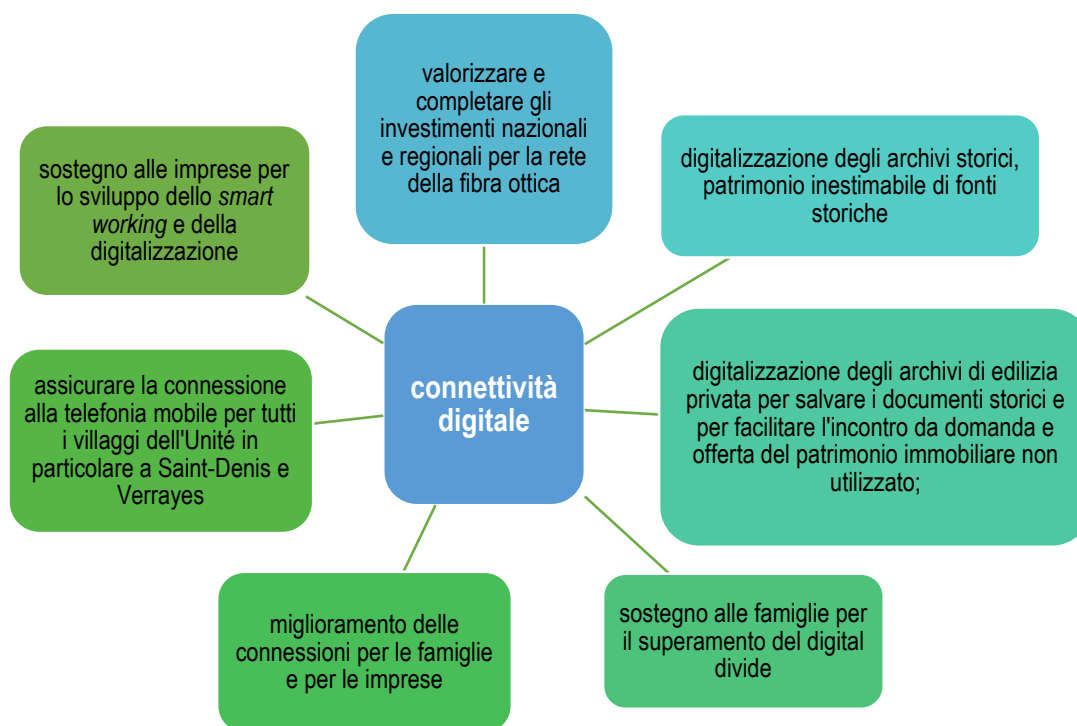 valorizzare e
completare gli
investimenti nazionali
e regionali per la rete
della fibra ottica
digitalizzazione degli archivi storici,
patrimonio inestimabile di fonti
storiche
digitalizzazione degli archivi di edilizia
privata per salvare i documenti storici e
per facilitare l'incontro da domanda e
offerta del patrimonio immobiliare non
utilizzato;
sostegno alle famiglie per
il superamento del digital
divide
miglioramento delle
connessioni per le famiglie
e per le imprese
assicurare la connessione
alla telefonia mobile per tutti
i villaggi dell'Unité in
particolare a Saint-Denis e
Verrayes
sostegno alle imprese per
lo sviluppo dello smart
working e della
digitalizzazione
connettività
digitale